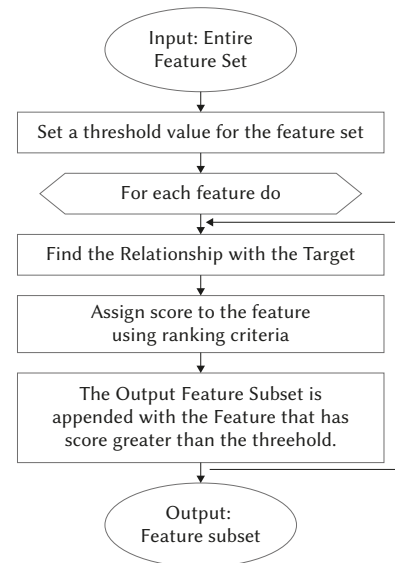 Input: Entire
Feature Set
Set a threshold value for the feature set
For each feature do
Find the Relationship with the Target
Assign score to the feature
using ranking criteria
The Output Feature Subset is
appended with the Feature that has
score greater than the threehold.
Output:
Feature subset